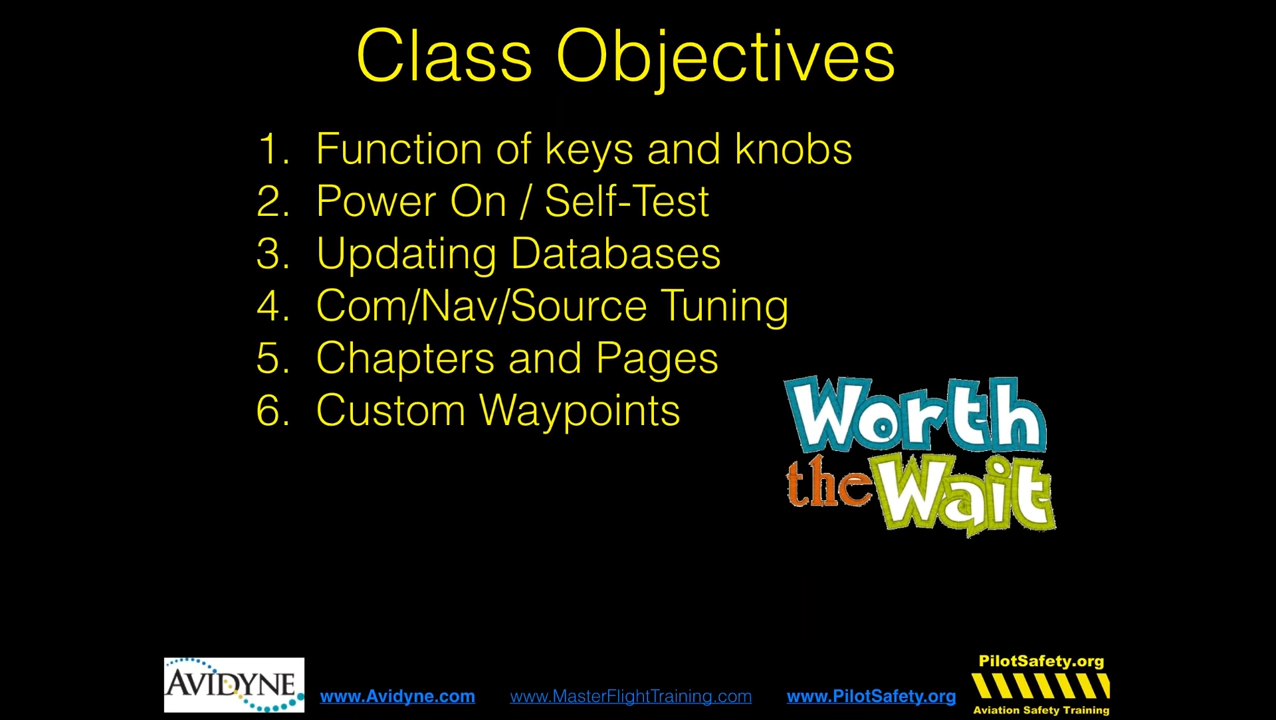 Class Objectives
1. Function of keys and knobs
2. Power On / Self-Test
3. Updating Databases
4. Com/Nav/Source Tuning
5. Chapters and Pages
6. Custom Waypoints
Worth
the Wait
AVIDYNE
www.Avidyne.com
www.MasterFlightTraining.com
www.PilotSafety.org
PilotSafety.org
Aviation Safety Training